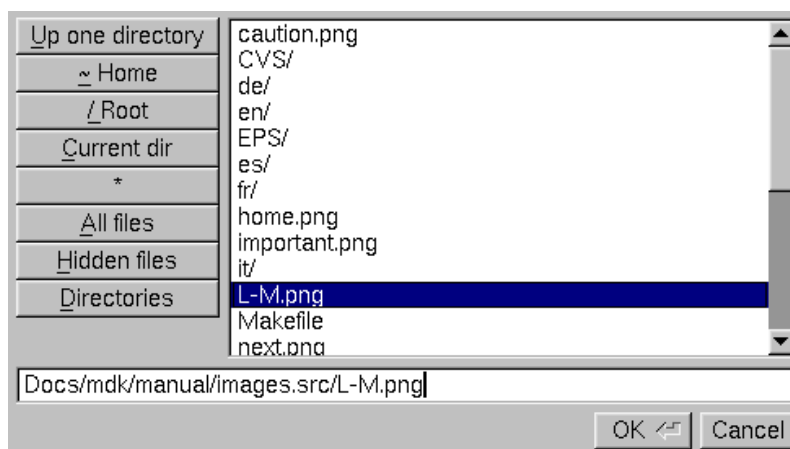 Up one directory
~ Home
/ Root
Current dir
*
All files
Hidden files
Directories
caution.png
CVS/
de/
en/
EPS/
es/
fr/
home.png
important.png
it/
L-M.png
Makefile
next.png
Docs/mdk/manual/images.src/L-M.png
OK
Cancel